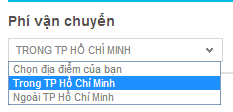 Phí vận chuyển
TRONG TP HỒ CHÍ MINH
Chọn địa điểm của bạn
Trong TP Hồ Chí Minh
Ngoài TP Hồ Chí Minh